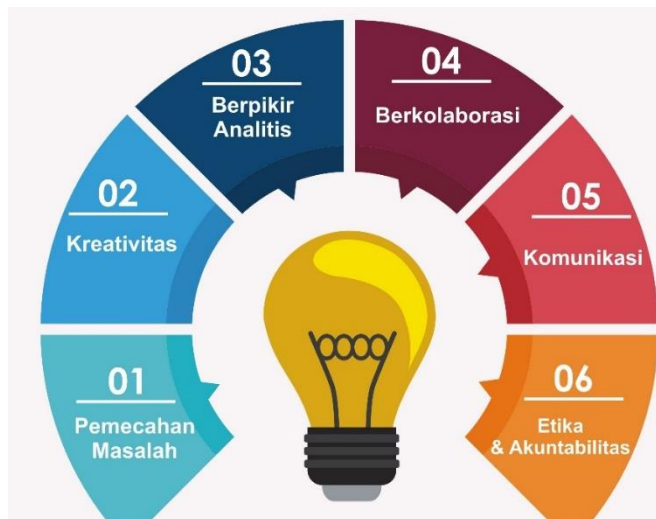 01
Pemecahan
Masalah
02
Kreativitas
03
Berpikir
Analitis
04
Berkolaborasi
05
Komunikasi
06
Etika
& Akuntabilitas